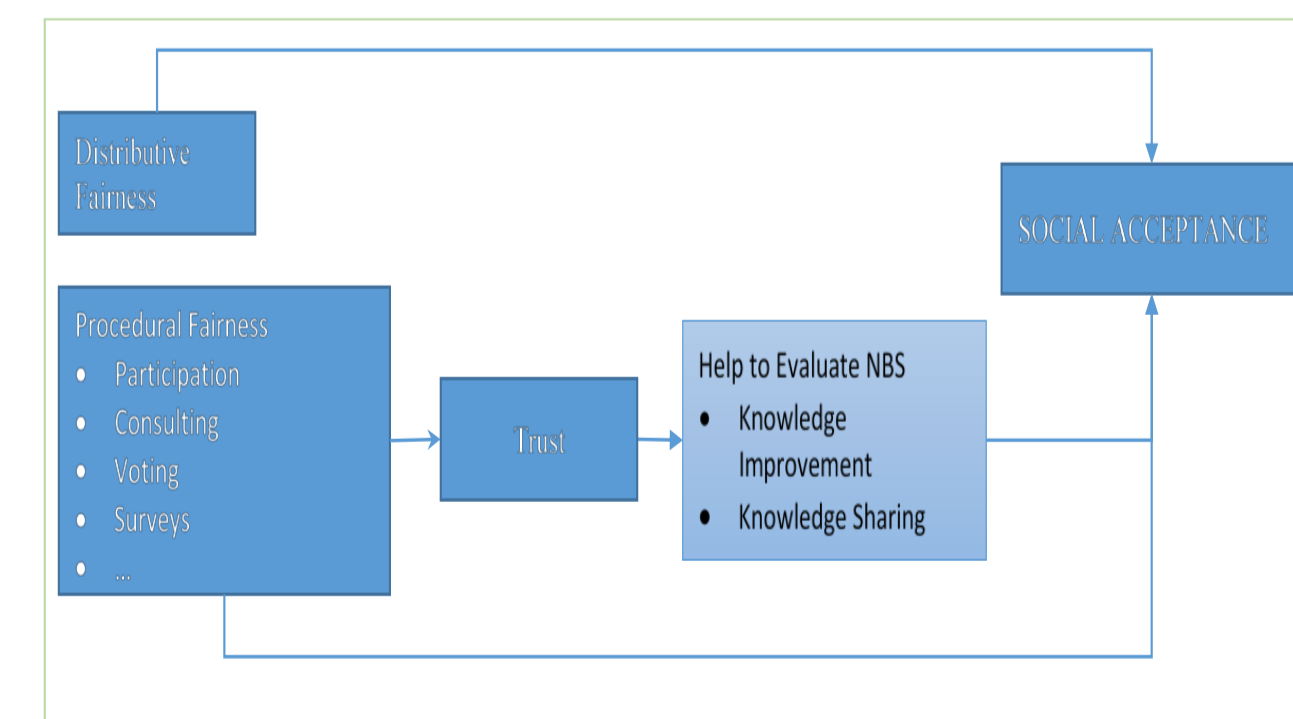 Distributive
Fairness
SOCIAL ACCEPTANCE
Procedural Fairness
• Participation
• Consulting
• Voting
• Surveys
• ...
Trust
Help to Evaluate NBS
• Knowledge
Improvement
• Knowledge Sharing